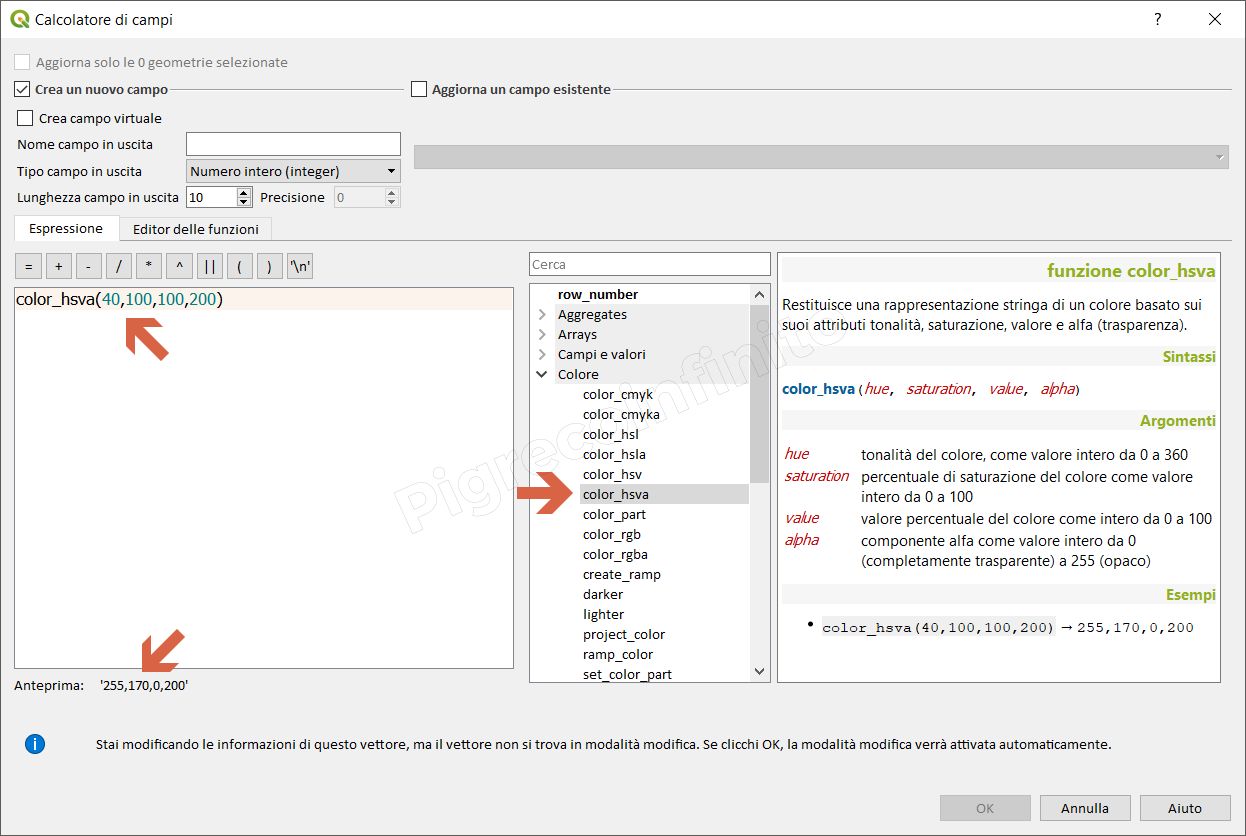 Calcolatore di campi
?
Aggiorna solo le 0 geometrie selezionate
Crea un nuovo campo
Aggiorna un campo esistente
Crea campo virtuale
Nome campo in uscita
Tipo campo in uscita
Numero intero (integer)
Lunghezza campo in uscita
10
Precisione
0
Espressione
Editor delle funzioni
= + - / * ^ || ( ) '\n'
color_hsva(40,100,100,200)
Anteprima: '255,170,0,200'
Cerca
row_number
Aggregates
Arrays
Campi e valori
Colore
color_cmyk
color_cmyka
color_hsl
color_hsla
color_hsv
color_hsva
color_part
color_rgb
color_rgba
create_ramp
darker
lighter
project_color
ramp_color
set_color_part
funzione color_hsva
Restituisce una rappresentazione stringa di un colore basato sui
suoi attributi tonalità, saturazione, valore e alfa (trasparenza).
Sintassi
color_hsva(hue, saturation, value, alpha)
Argomenti
hue tonalità del colore, come valore intero da 0 a 360
saturation percentuale di saturazione del colore come valore
intero da 0 a 100
value valore percentuale del colore come intero da 0 a 100
alpha componente alfa come valore intero da 0
(completamente trasparente) a 255 (opaco)
Esempi
• color_hsva(40,100,100,200) → 255,170,0,200
Pigrecoinfinito
Stai modificando le informazioni di questo vettore, ma il vettore non si trova in modalità modifica. Se clicchi OK, la modalità modifica verrà attivata automaticamente.
OK
Annulla
Aiuto